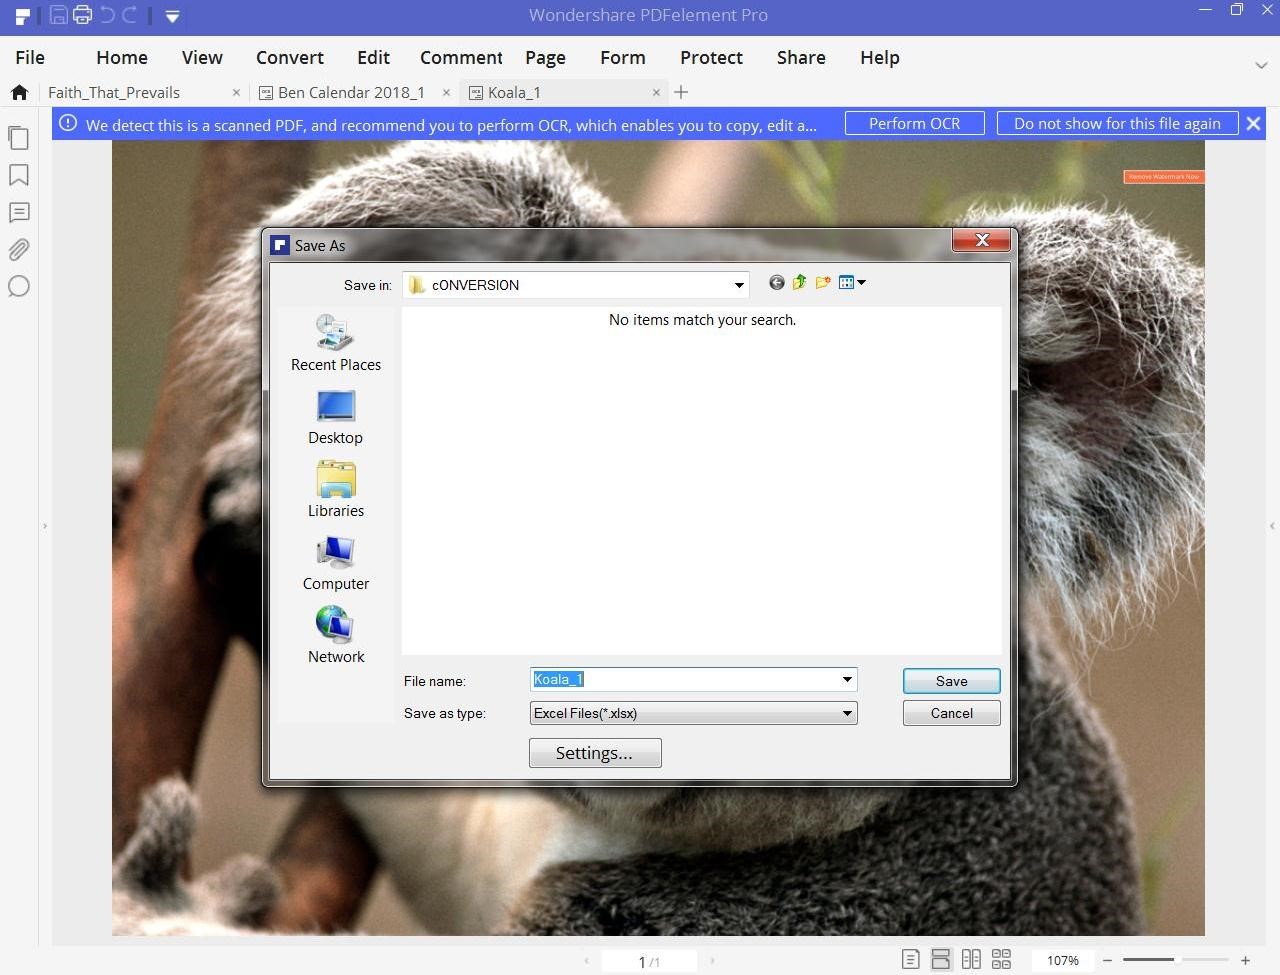 Wondershare PDFelement Pro
File Home View Convert Edit Comment Page Form Protect Share Help
Faith_That_Prevails Ben Calendar 2018_1 Koala_1
We detect this is a scanned PDF, and recommend you to perform OCR, which enables you to copy, edit a... Perform OCR Do not show for this file again
Remove Watermark Now
Save As
Save in: cONVERSION
No items match your search.
Recent Places
Desktop
Libraries
Computer
Network
File name: Koala_1 Save
Save as type: Excel Files(*.xlsx) Cancel
Settings...
1 /1 107%